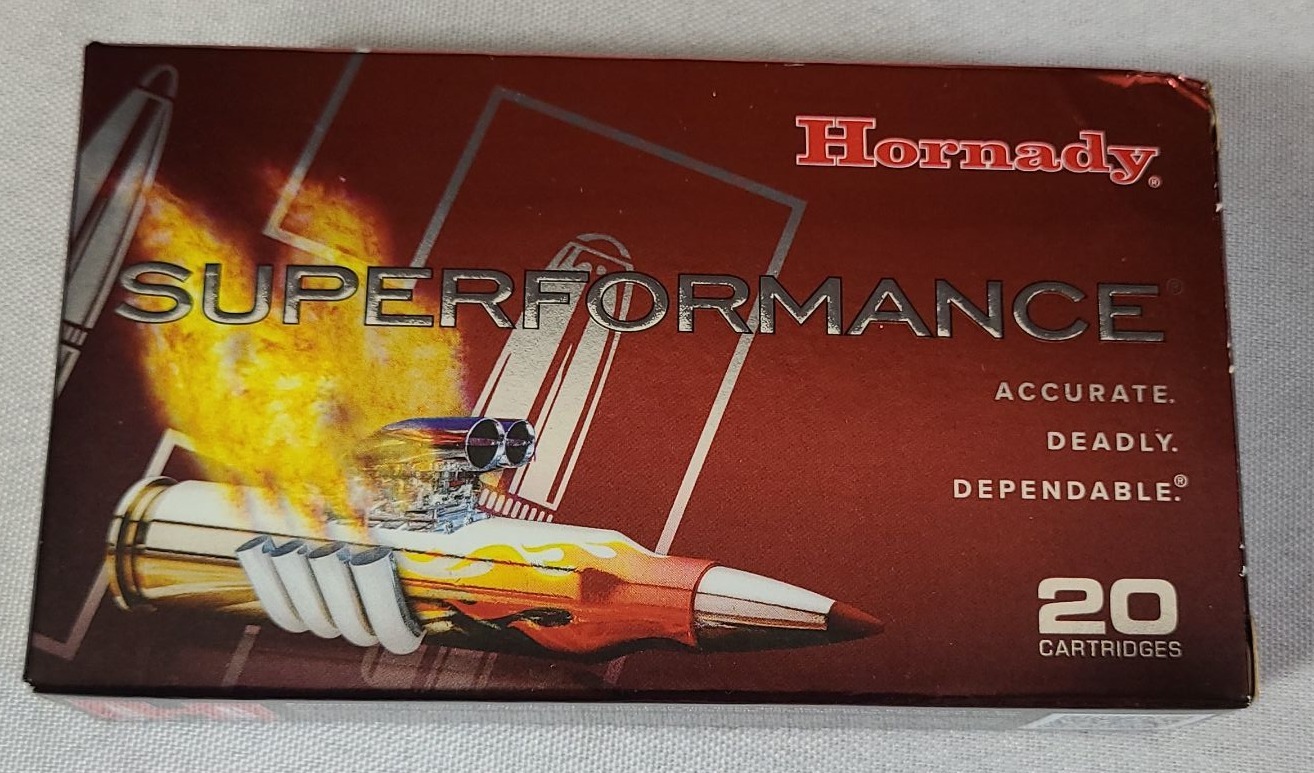 Hornady®
SUPERFORMANCE®
ACCURATE.
DEADLY.
DEPENDABLE.®
20
CARTRIDGES